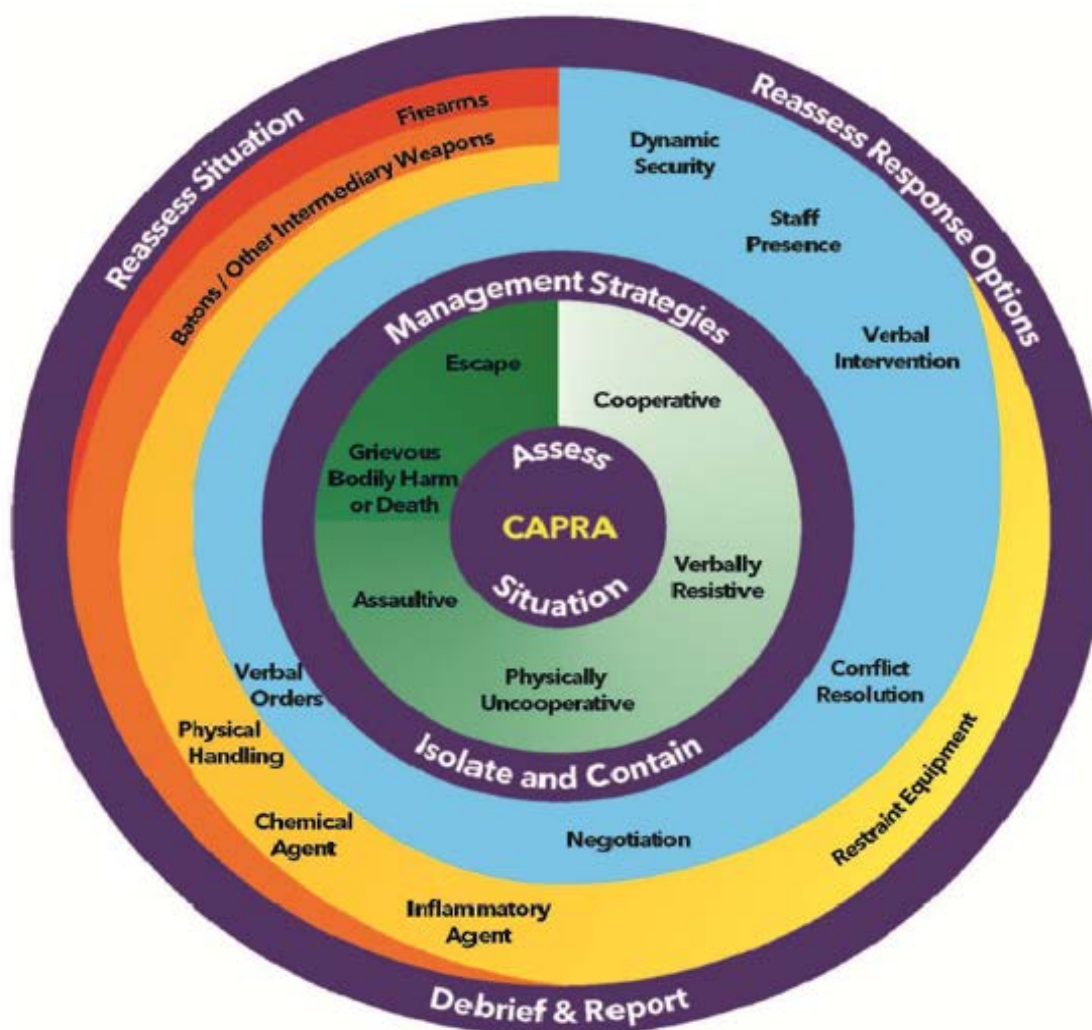 Reassess Situation
Reassess Response Options
Firearms
Batons / Other Intermediary Weapons
Dynamic
Security
Staff
Presence
Verbal
Intervention
Management Strategies
Escape
Cooperative
Grievous
Bodily Harm
or Death
Assess
CAPRA
Situation
Verbally
Resistive
Assaultive
Physically
Uncooperative
Isolate and Contain
Verbal
Orders
Conflict
Resolution
Physical
Handling
Chemical
Agent
Negotiation
Restraint Equipment
Inflammatory
Agent
Debrief & Report